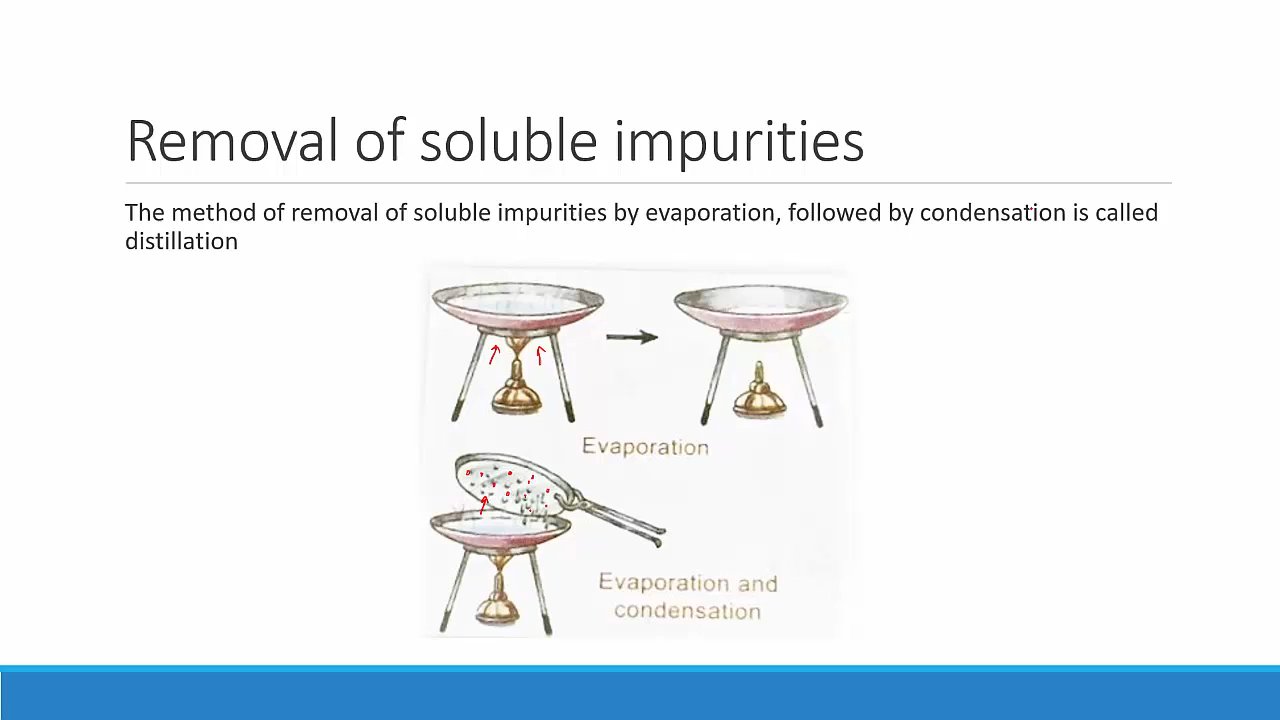 Removal of soluble impurities
The method of removal of soluble impurities by evaporation, followed by condensation is called
distillation
Evaporation
Evaporation and
condensation